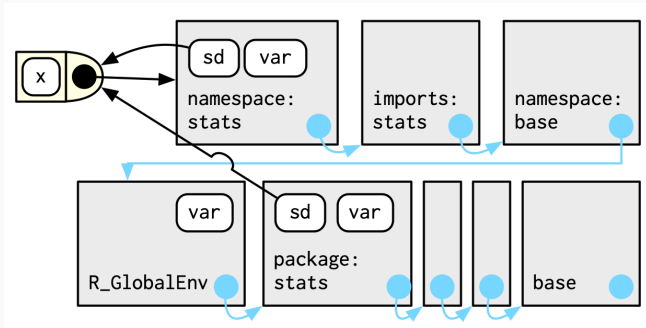 sd var
x
namespace: imports: namespace:
stats stats base
var
sd var
package:
R_GlobalEnv stats base